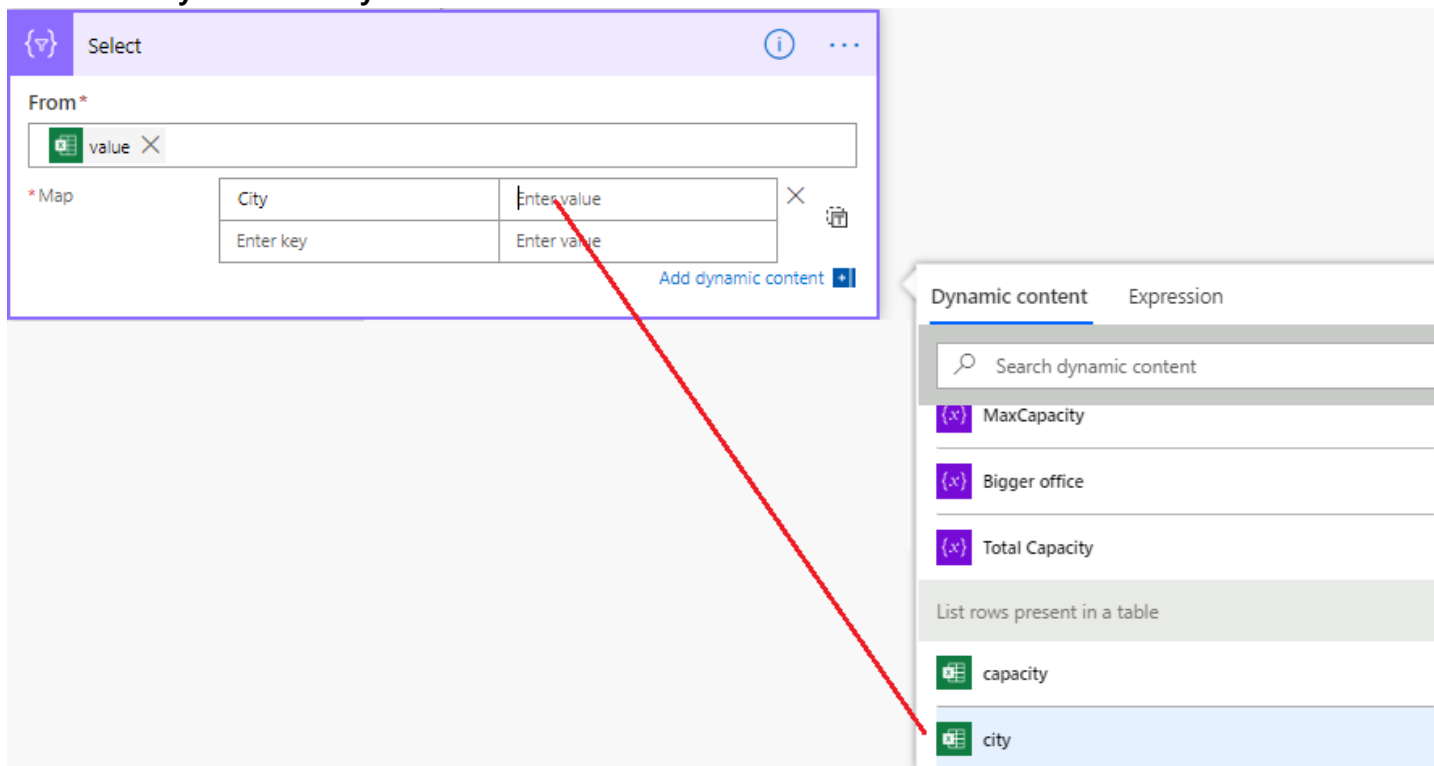 Select
From*
value
*Map
City Enter value
Enter key Enter value
Add dynamic content
Dynamic content Expression
Search dynamic content
{x} MaxCapacity
{x} Bigger office
{x} Total Capacity
List rows present in a table
capacity
city